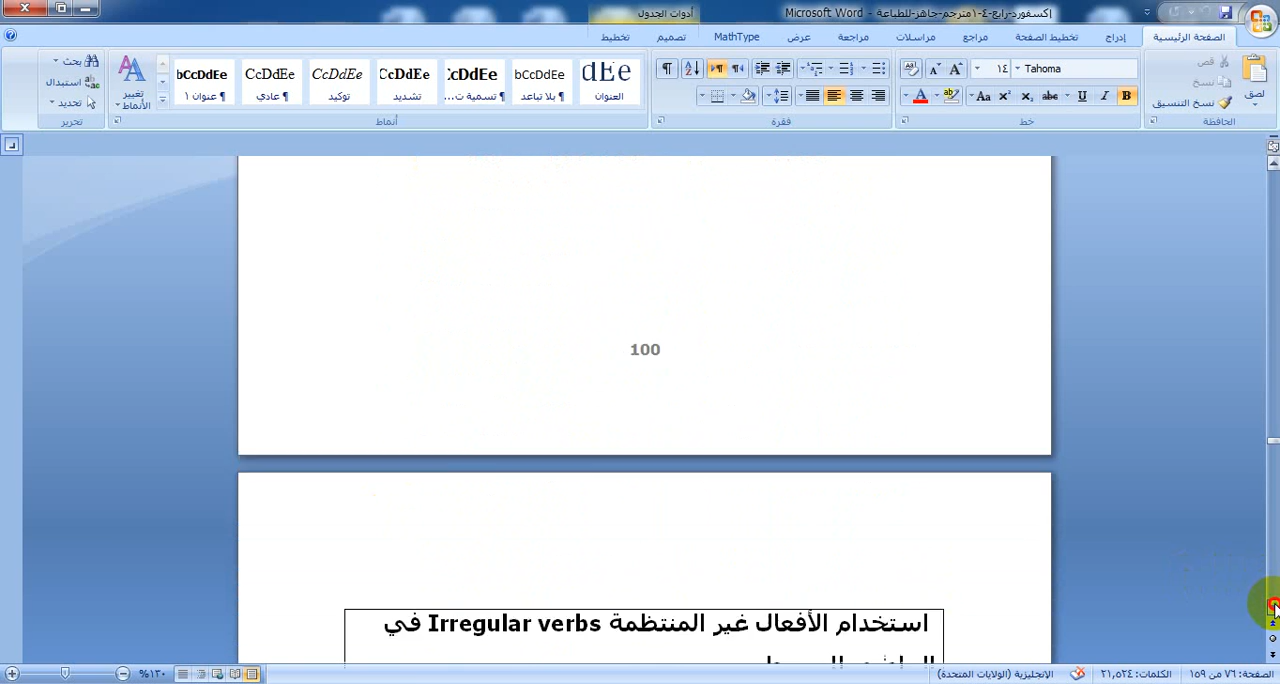 إكسفورد-رابع-٤-١مترجم-جاهز-للطباعة - Microsoft Word
أدوات الجدول
الصفحة الرئيسية
إدراج
تخطيط الصفحة
مراجع
مراسلات
مراجعة
عرض
MathType
تصميم
تخطيط
لصق
قص
نسخ
نسخ التنسيق
الحافظة
Tahoma
١٤
خط
فقرة
العنوان
¶ بلا تباعد
¶ تسمية ت...
تشديد
توكيد
¶ عادي
¶ عنوان ١
تغيير الأنماط
أنماط
بحث
استبدال
تحديد
تحرير
100
استخدام الأفعال غير المنتظمة Irregular verbs في
الصفحة: ٧٦ من ١٥٩
الكلمات: ٢١,٥٢٤
الإنجليزية (الولايات المتحدة)
١٣٠%